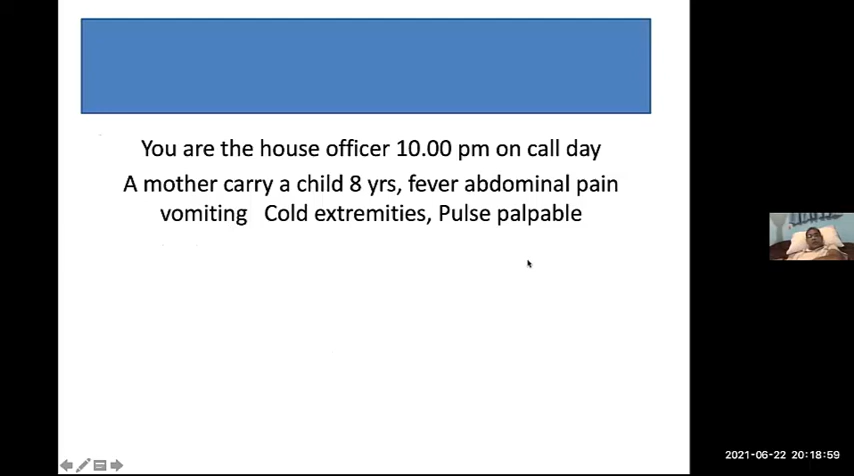 You are the house officer 10.00 pm on call day
A mother carry a child 8 yrs, fever abdominal pain
vomiting Cold extremities, Pulse palpable
2021-06-22 20:18:59